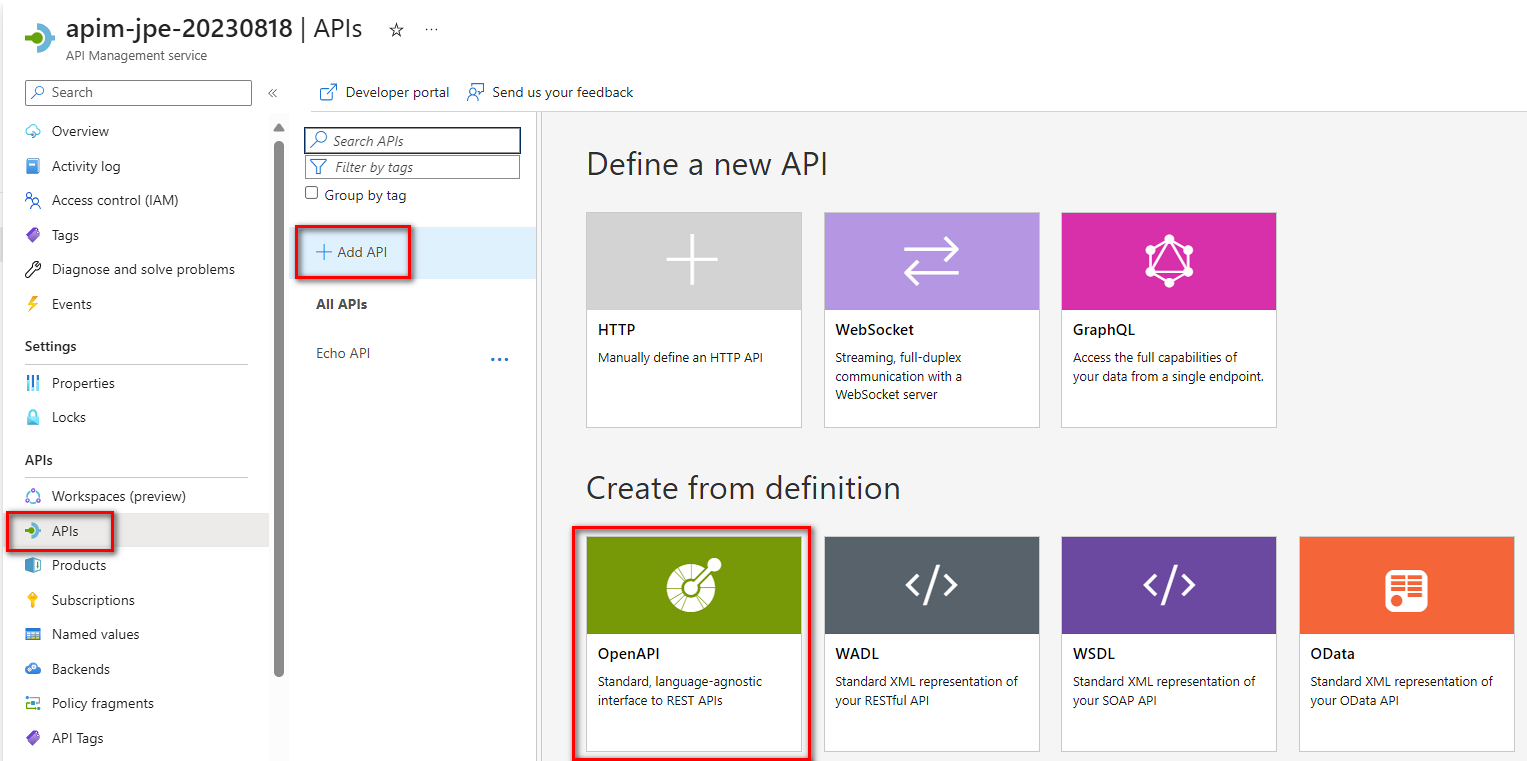 apim-jpe-20230818 | APIs
API Management service
Search
Overview
Activity log
Access control (IAM)
Tags
Diagnose and solve problems
Events
Settings
Properties
Locks
APIs
Workspaces (preview)
APIs
Products
Subscriptions
Named values
Backends
Policy fragments
API Tags
Developer portal
Send us your feedback
Search APIs
Filter by tags
Group by tag
Add API
All APIs
Echo API
Define a new API
HTTP
Manually define an HTTP API
WebSocket
Streaming, full-duplex
communication with a
WebSocket server
GraphQL
Access the full capabilities of
your data from a single endpoint.
Create from definition
OpenAPI
Standard, language-agnostic
interface to REST APIs
WADL
Standard XML representation of
your RESTful API
WSDL
Standard XML representation of
your SOAP API
OData
Standard XML representation of
your OData API